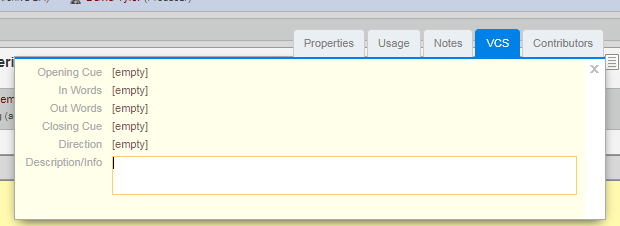 (Producer)
Properties
Usage
Notes
VCS
Contributors
x
Opening Cue [empty]
In Words [empty]
Out Words [empty]
Closing Cue [empty]
Direction [empty]
Description/Info